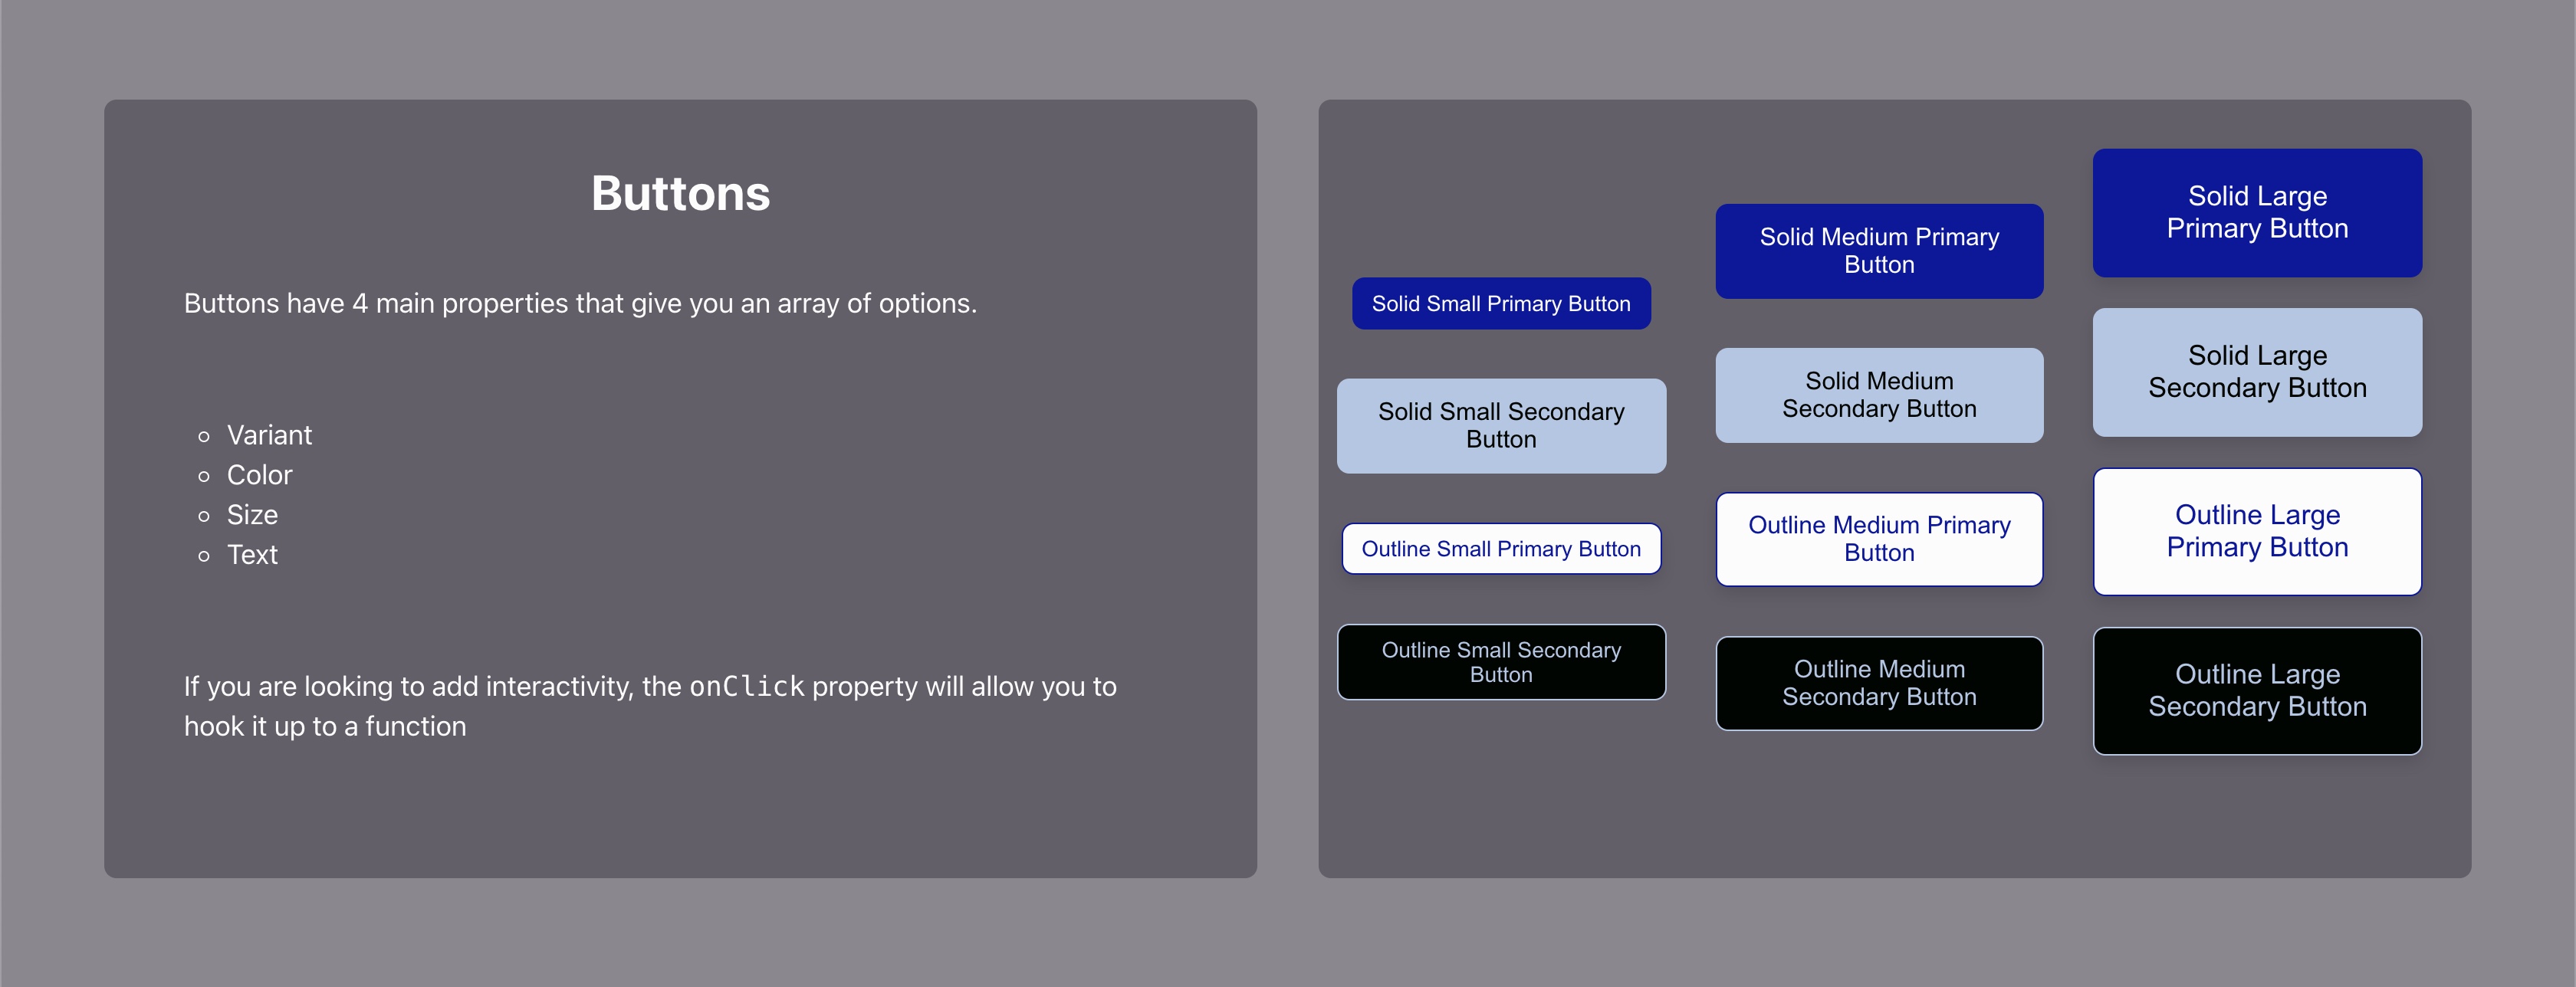 Buttons
Buttons have 4 main properties that give you an array of options.
Variant
Color
Size
Text
If you are looking to add interactivity, the onClick property will allow you to
hook it up to a function
Solid Small Primary Button
Solid Small Secondary
Button
Outline Small Primary Button
Outline Small Secondary
Button
Solid Medium Primary
Button
Solid Medium
Secondary Button
Outline Medium Primary
Button
Outline Medium
Secondary Button
Solid Large
Primary Button
Solid Large
Secondary Button
Outline Large
Primary Button
Outline Large
Secondary Button